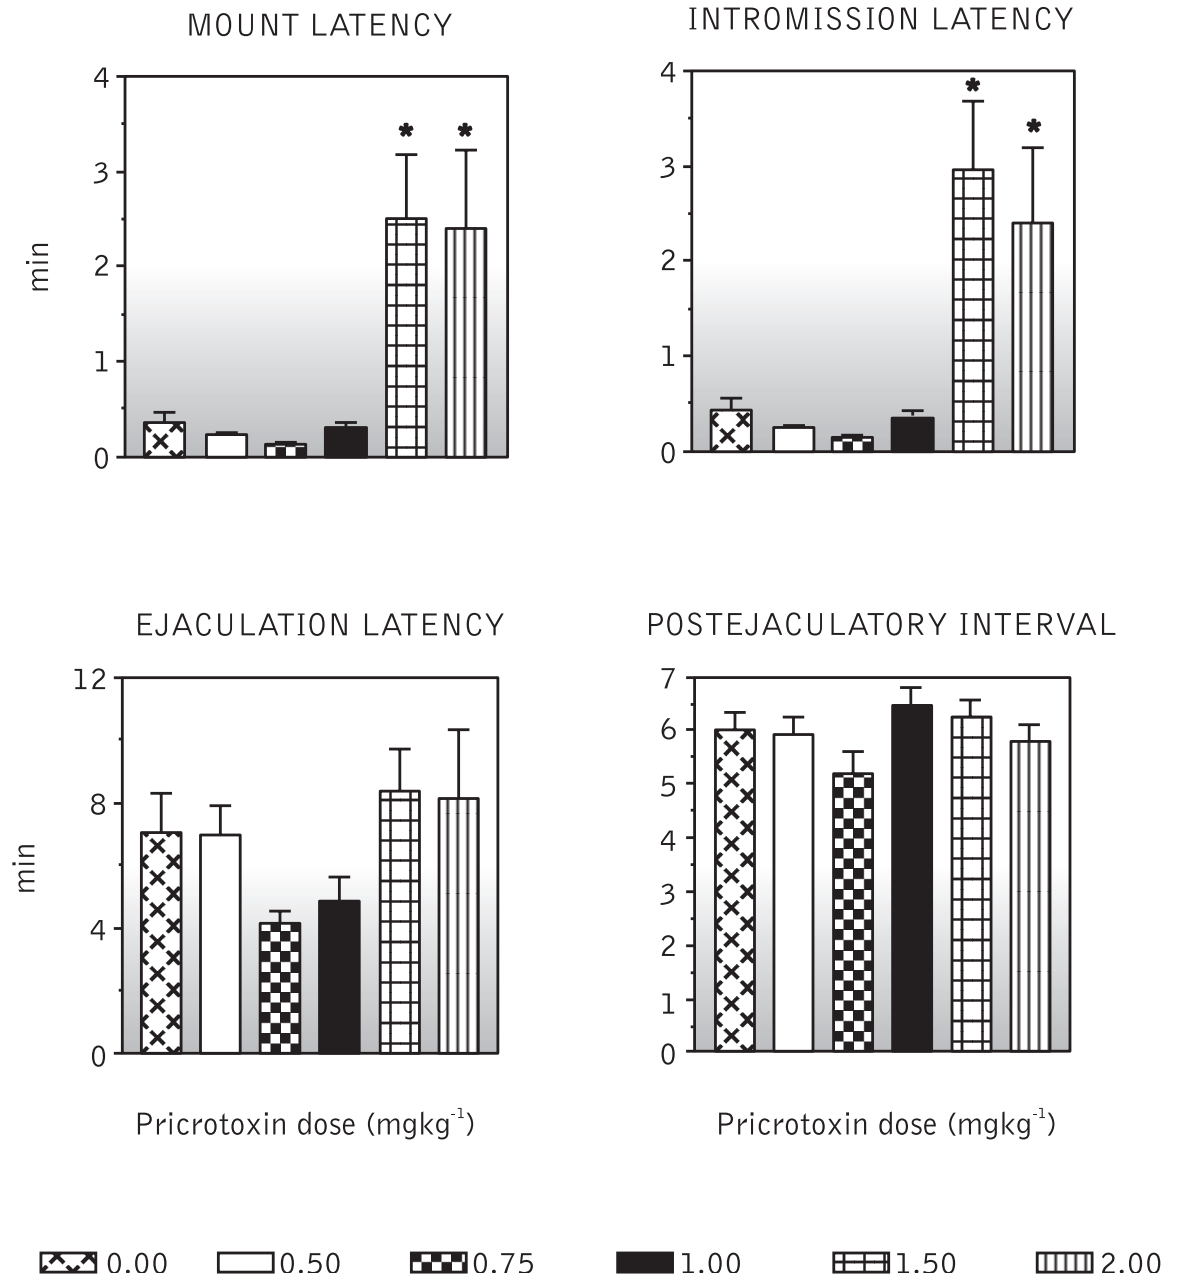 MOUNT LATENCY
INTROMISSION LATENCY
4
3
2
1
0
min
* *
4
3
2
1
0
* *
EJACULATION LATENCY
POSTEJACULATORY INTERVAL
12
8
4
0
min
7
6
5
4
3
2
1
0
Pricrotoxin dose (mgkg⁻¹)
Pricrotoxin dose (mgkg⁻¹)
0.00 0.50 0.75 1.00 1.50 2.00